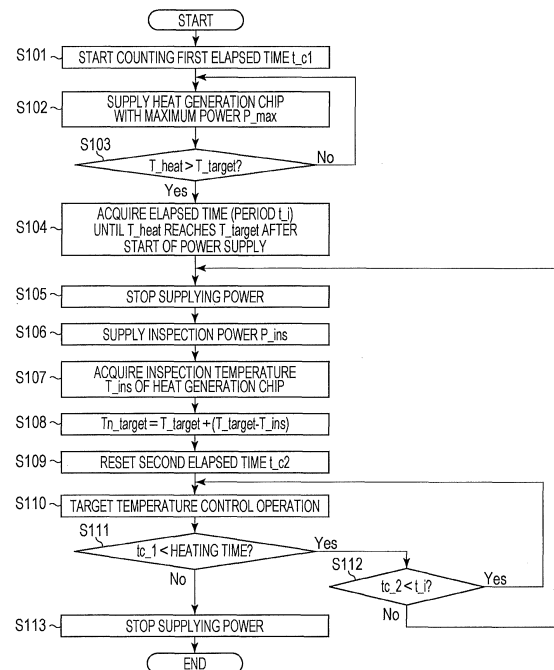 START
S101
START COUNTING FIRST ELAPSED TIME t_c1
S102
SUPPLY HEAT GENERATION CHIP
WITH MAXIMUM POWER P_max
S103
T_heat > T_target?
No
Yes
S104
ACQUIRE ELAPSED TIME (PERIOD t_i)
UNTIL T_heat REACHES T_target AFTER
START OF POWER SUPPLY
S105
STOP SUPPLYING POWER
S106
SUPPLY INSPECTION POWER P_ins
S107
ACQUIRE INSPECTION TEMPERATURE
T_ins OF HEAT GENERATION CHIP
S108
Tn_target = T_target + (T_target-T_ins)
S109
RESET SECOND ELAPSED TIME t_c2
S110
TARGET TEMPERATURE CONTROL OPERATION
S111
tc_1 < HEATING TIME?
Yes
No
S112
tc_2 < t_i?
Yes
No
S113
STOP SUPPLYING POWER
END